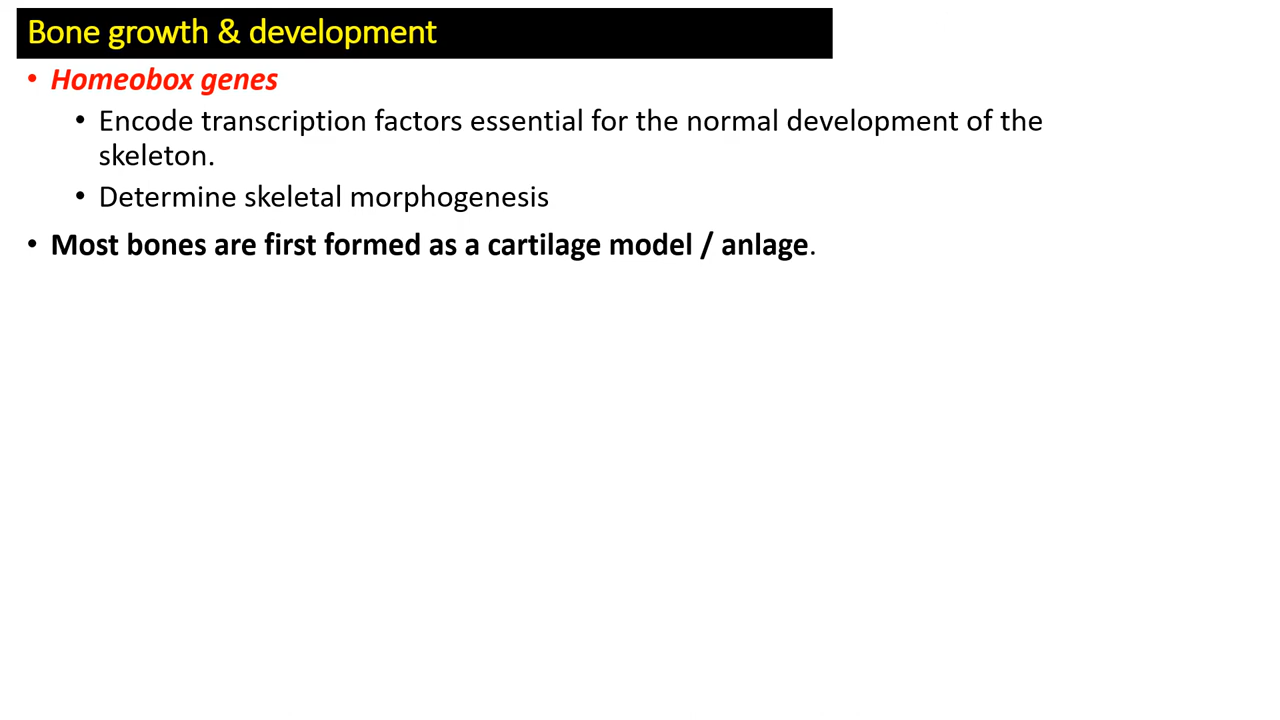 Bone growth & development
• Homeobox genes
• Encode transcription factors essential for the normal development of the
skeleton.
• Determine skeletal morphogenesis
• Most bones are first formed as a cartilage model / anlage.